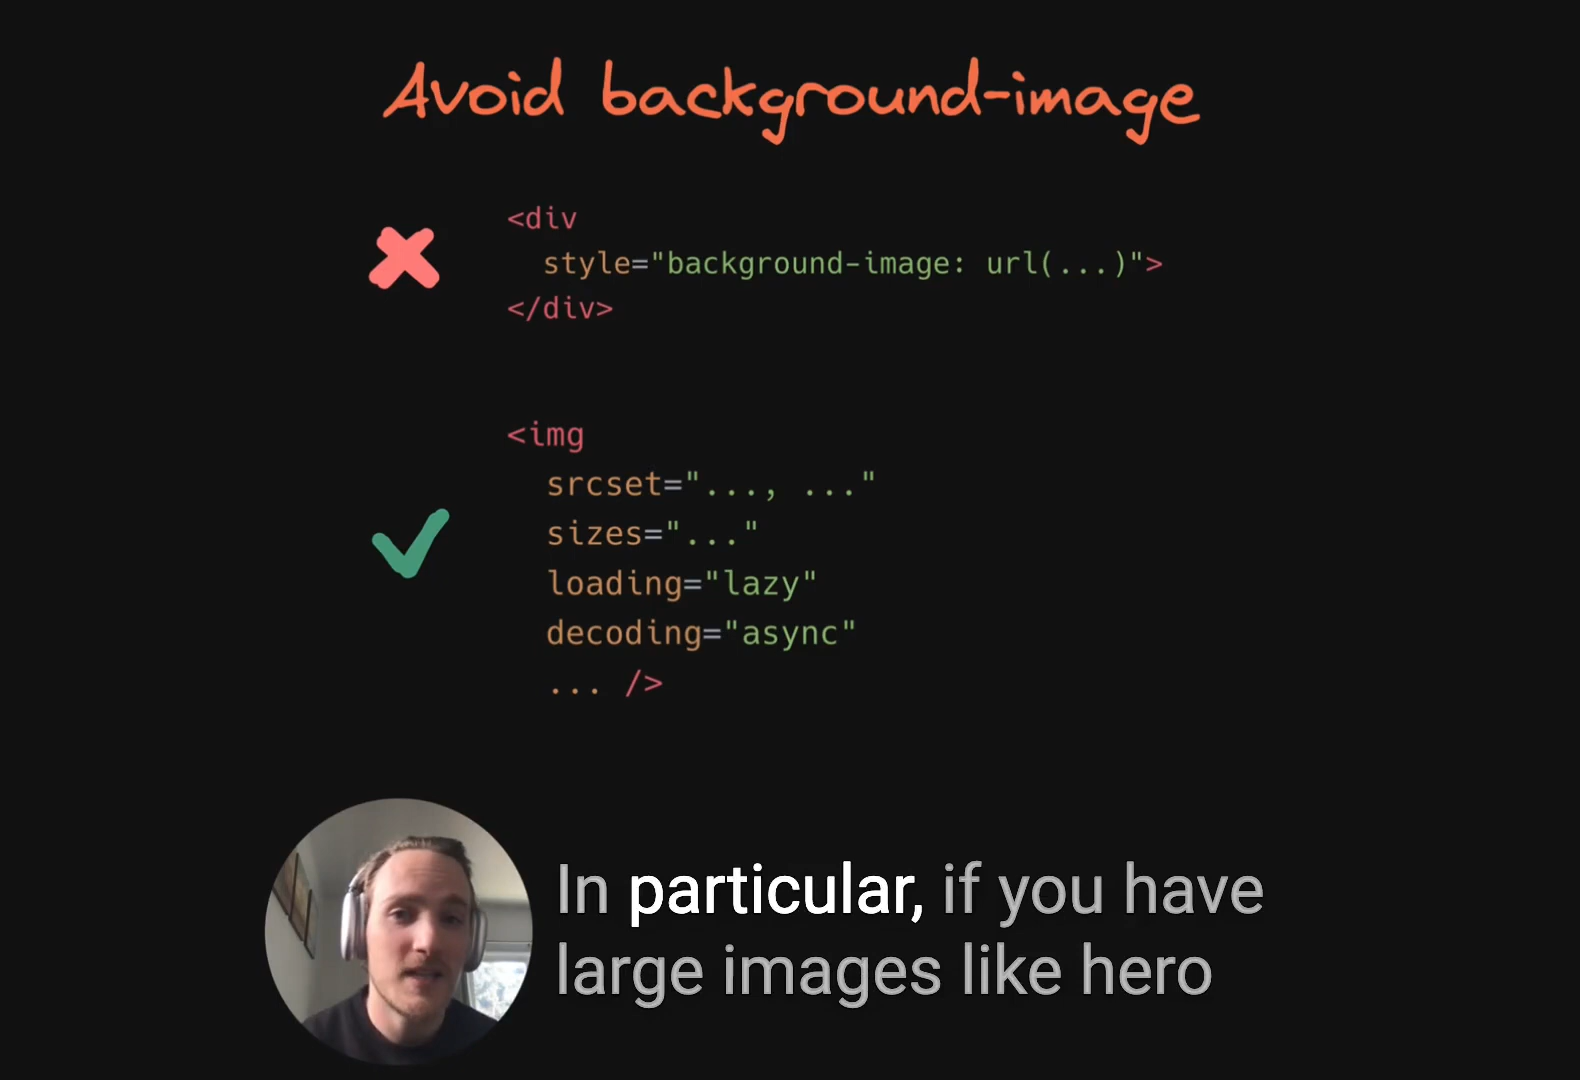 Avoid background-image
<div
style="background-image: url(...)">
</div>
<img
srcset="..., ..."
sizes="..."
loading="lazy"
decoding="async"
... />
In particular, if you have
large images like hero